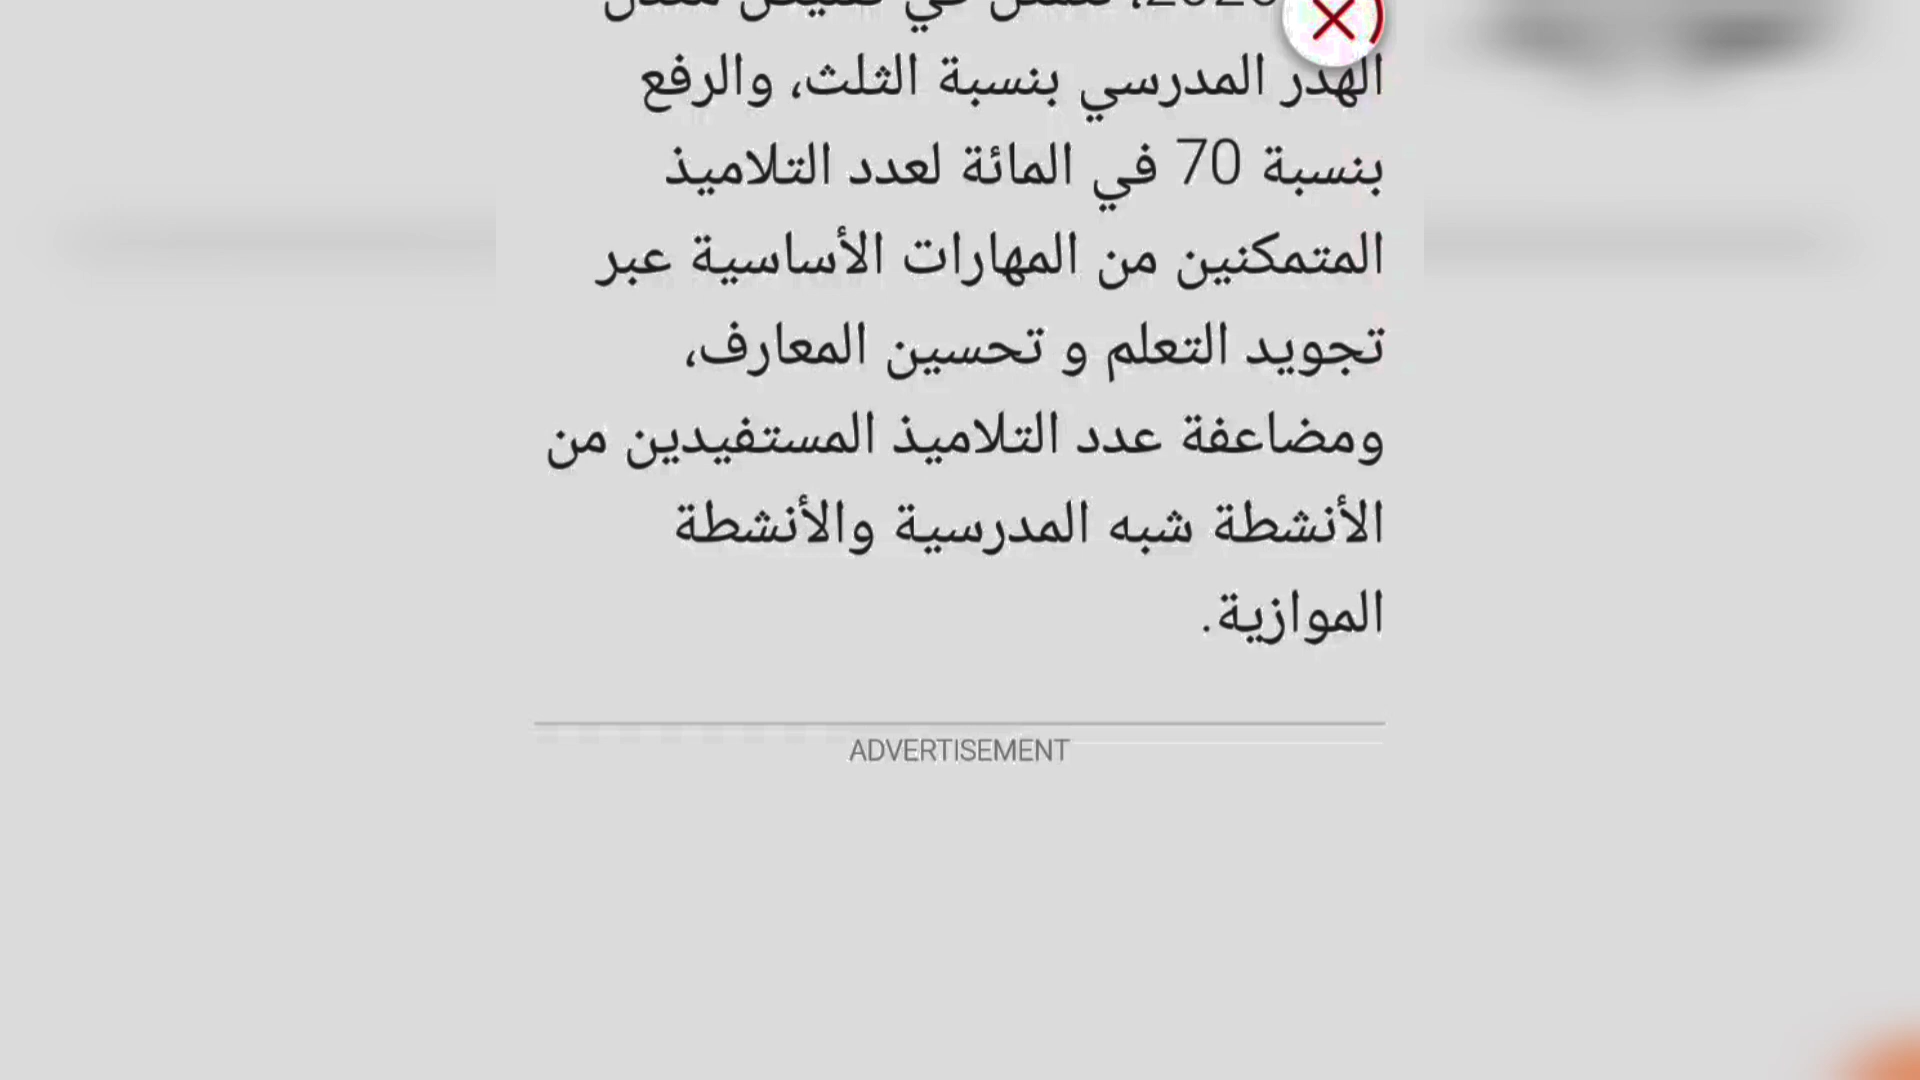 في
الهدر المدرسي بنسبة الثلث، والرفع
بنسبة 70 في المائة لعدد التلاميذ
المتمكنين من المهارات الأساسية عبر
تجويد التعلم و تحسين المعارف،
ومضاعفة عدد التلاميذ المستفيدين من
الأنشطة شبه المدرسية والأنشطة
الموازية.
ADVERTISEMENT